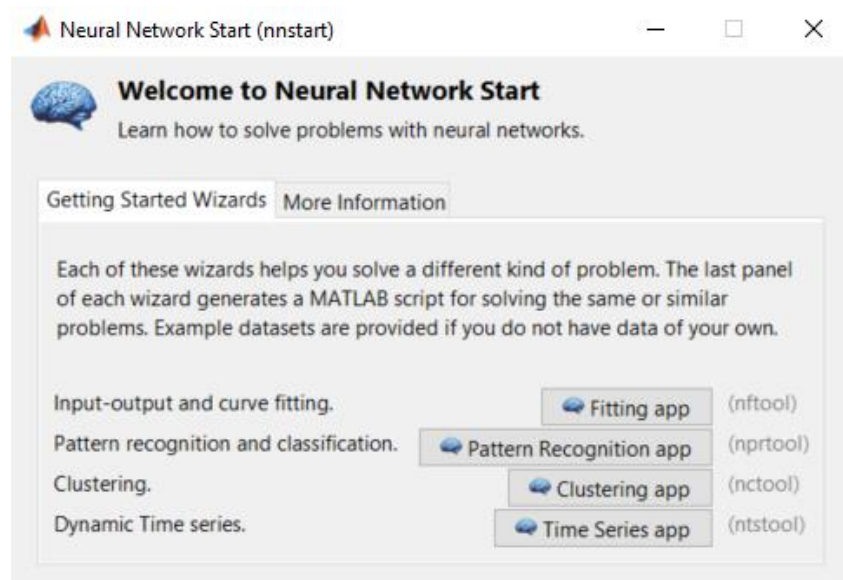 Neural Network Start (nnstart)
Welcome to Neural Network Start
Learn how to solve problems with neural networks.
Getting Started Wizards More Information
Each of these wizards helps you solve a different kind of problem. The last panel
of each wizard generates a MATLAB script for solving the same or similar
problems. Example datasets are provided if you do not have data of your own.
Input-output and curve fitting. Fitting app (nftool)
Pattern recognition and classification. Pattern Recognition app (nprtool)
Clustering. Clustering app (nctool)
Dynamic Time series. Time Series app (ntstool)